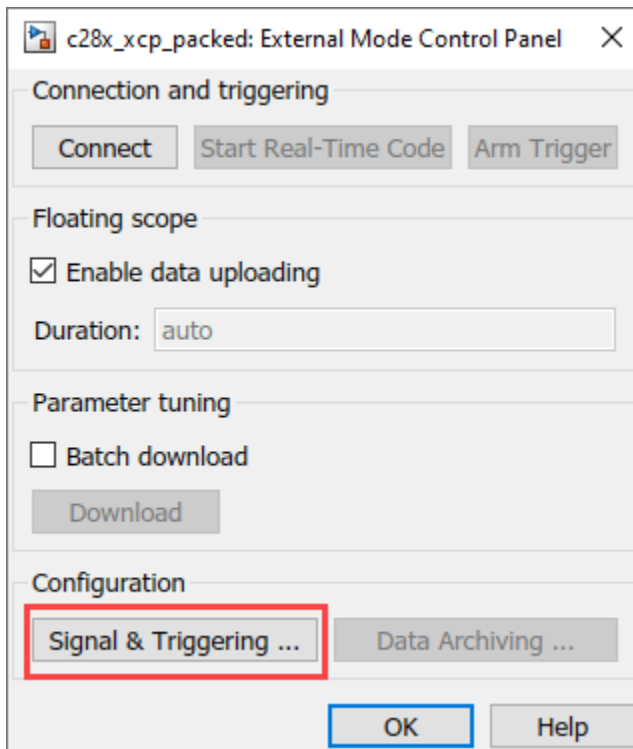 c28x_xcp_packed: External Mode Control Panel
Connection and triggering
Connect Start Real-Time Code Arm Trigger
Floating scope
Enable data uploading
Duration: auto
Parameter tuning
Batch download
Download
Configuration
Signal & Triggering ... Data Archiving ...
OK Help